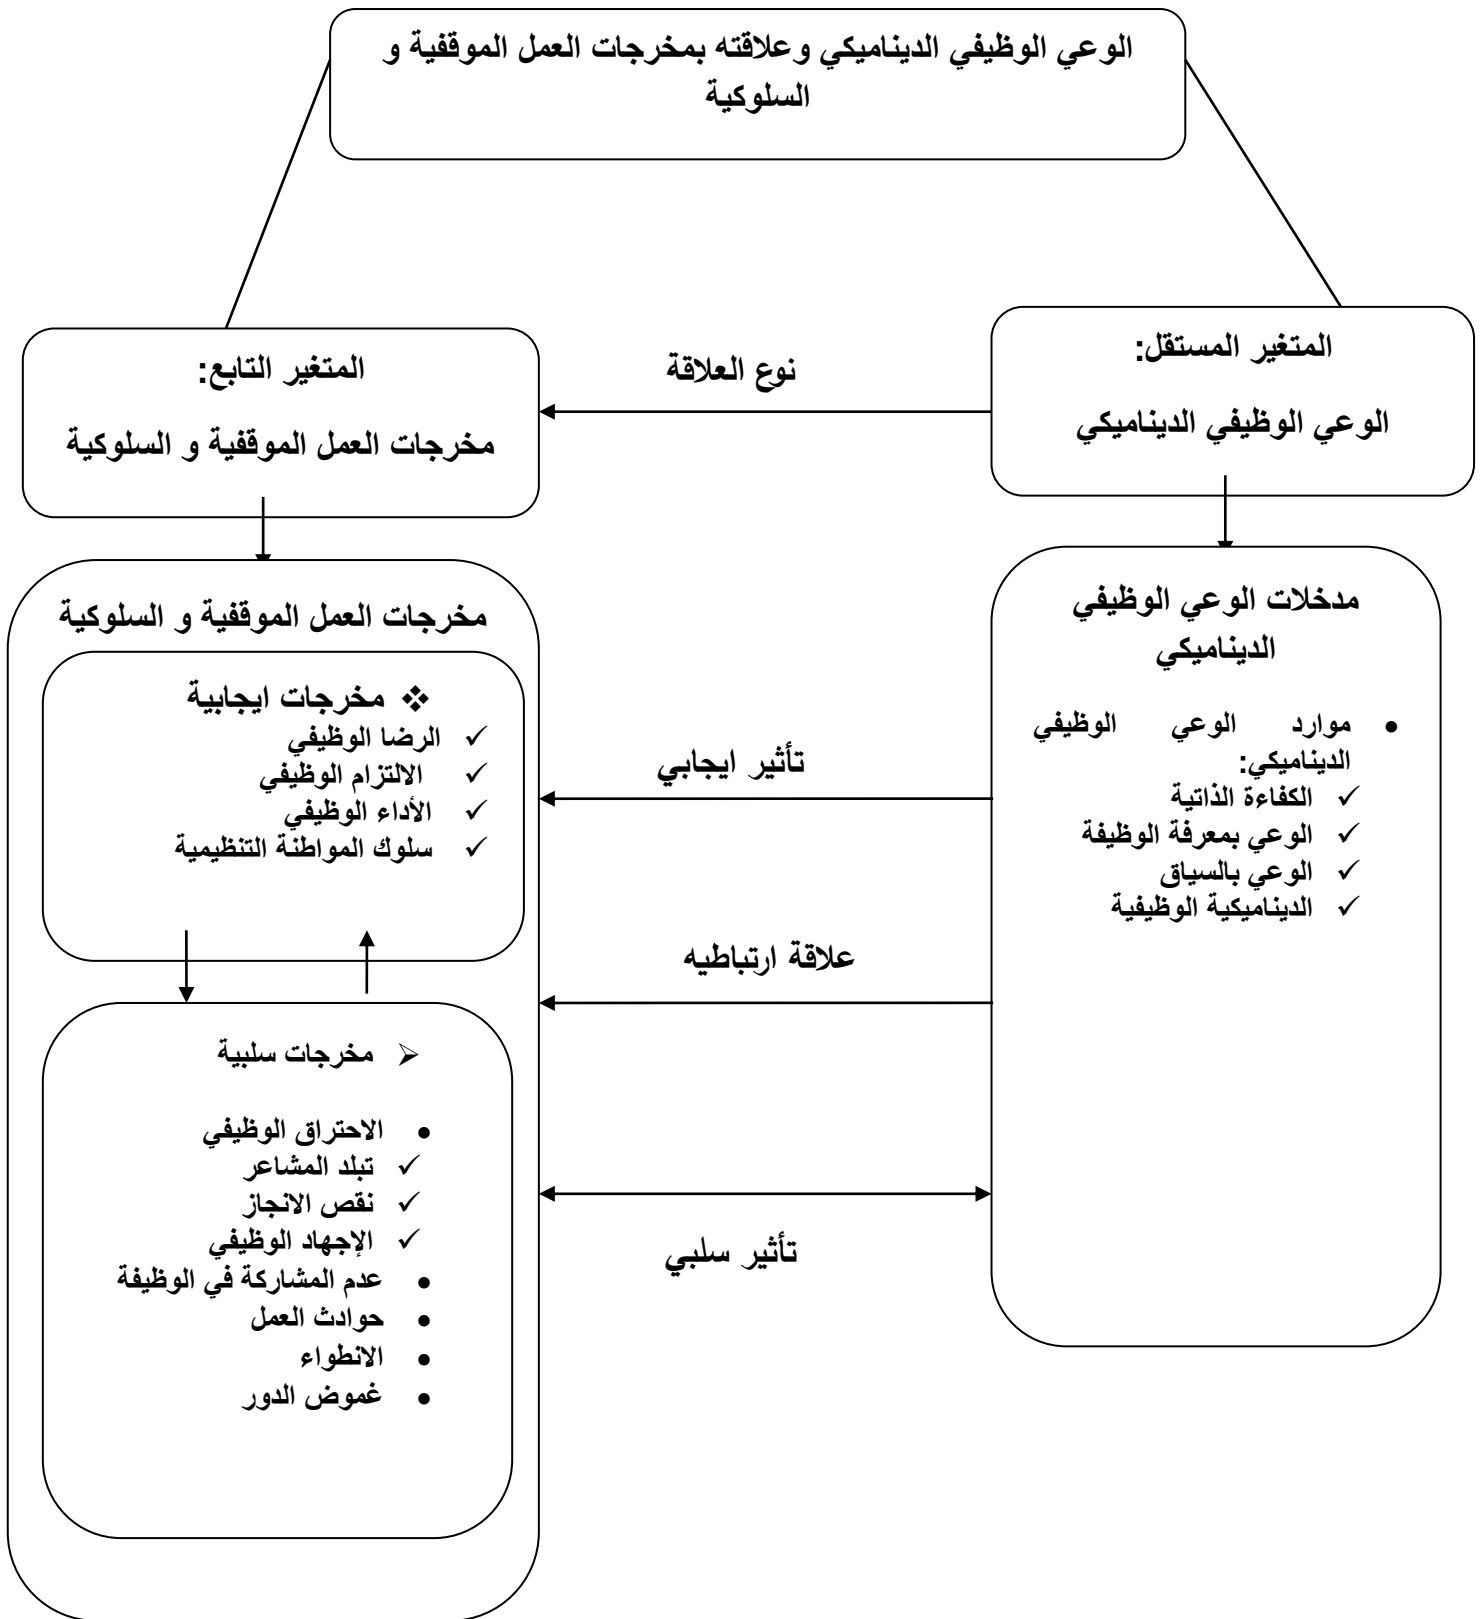 الوعي الوظيفي الديناميكي وعلاقته بمخرجات العمل الموقفية و
السلوكية
المتغير المستقل:
الوعي الوظيفي الديناميكي
نوع العلاقة
المتغير التابع:
مخرجات العمل الموقفية و السلوكية
مدخلات الوعي الوظيفي
الديناميكي
• موارد الوعي الوظيفي
الديناميكي:
✓ الكفاءة الذاتية
✓ الوعي بمعرفة الوظيفة
✓ الوعي بالسياق
✓ الديناميكية الوظيفية
تأثير ايجابي
علاقة ارتباطيه
تأثير سلبي
مخرجات العمل الموقفية و السلوكية
❖ مخرجات ايجابية
✓ الرضا الوظيفي
✓ الالتزام الوظيفي
✓ الأداء الوظيفي
✓ سلوك المواطنة التنظيمية
➢ مخرجات سلبية
• الاحتراق الوظيفي
✓ تبلد المشاعر
✓ نقص الانجاز
✓ الإجهاد الوظيفي
• عدم المشاركة في الوظيفة
• حوادث العمل
• الانطواء
• غموض الدور